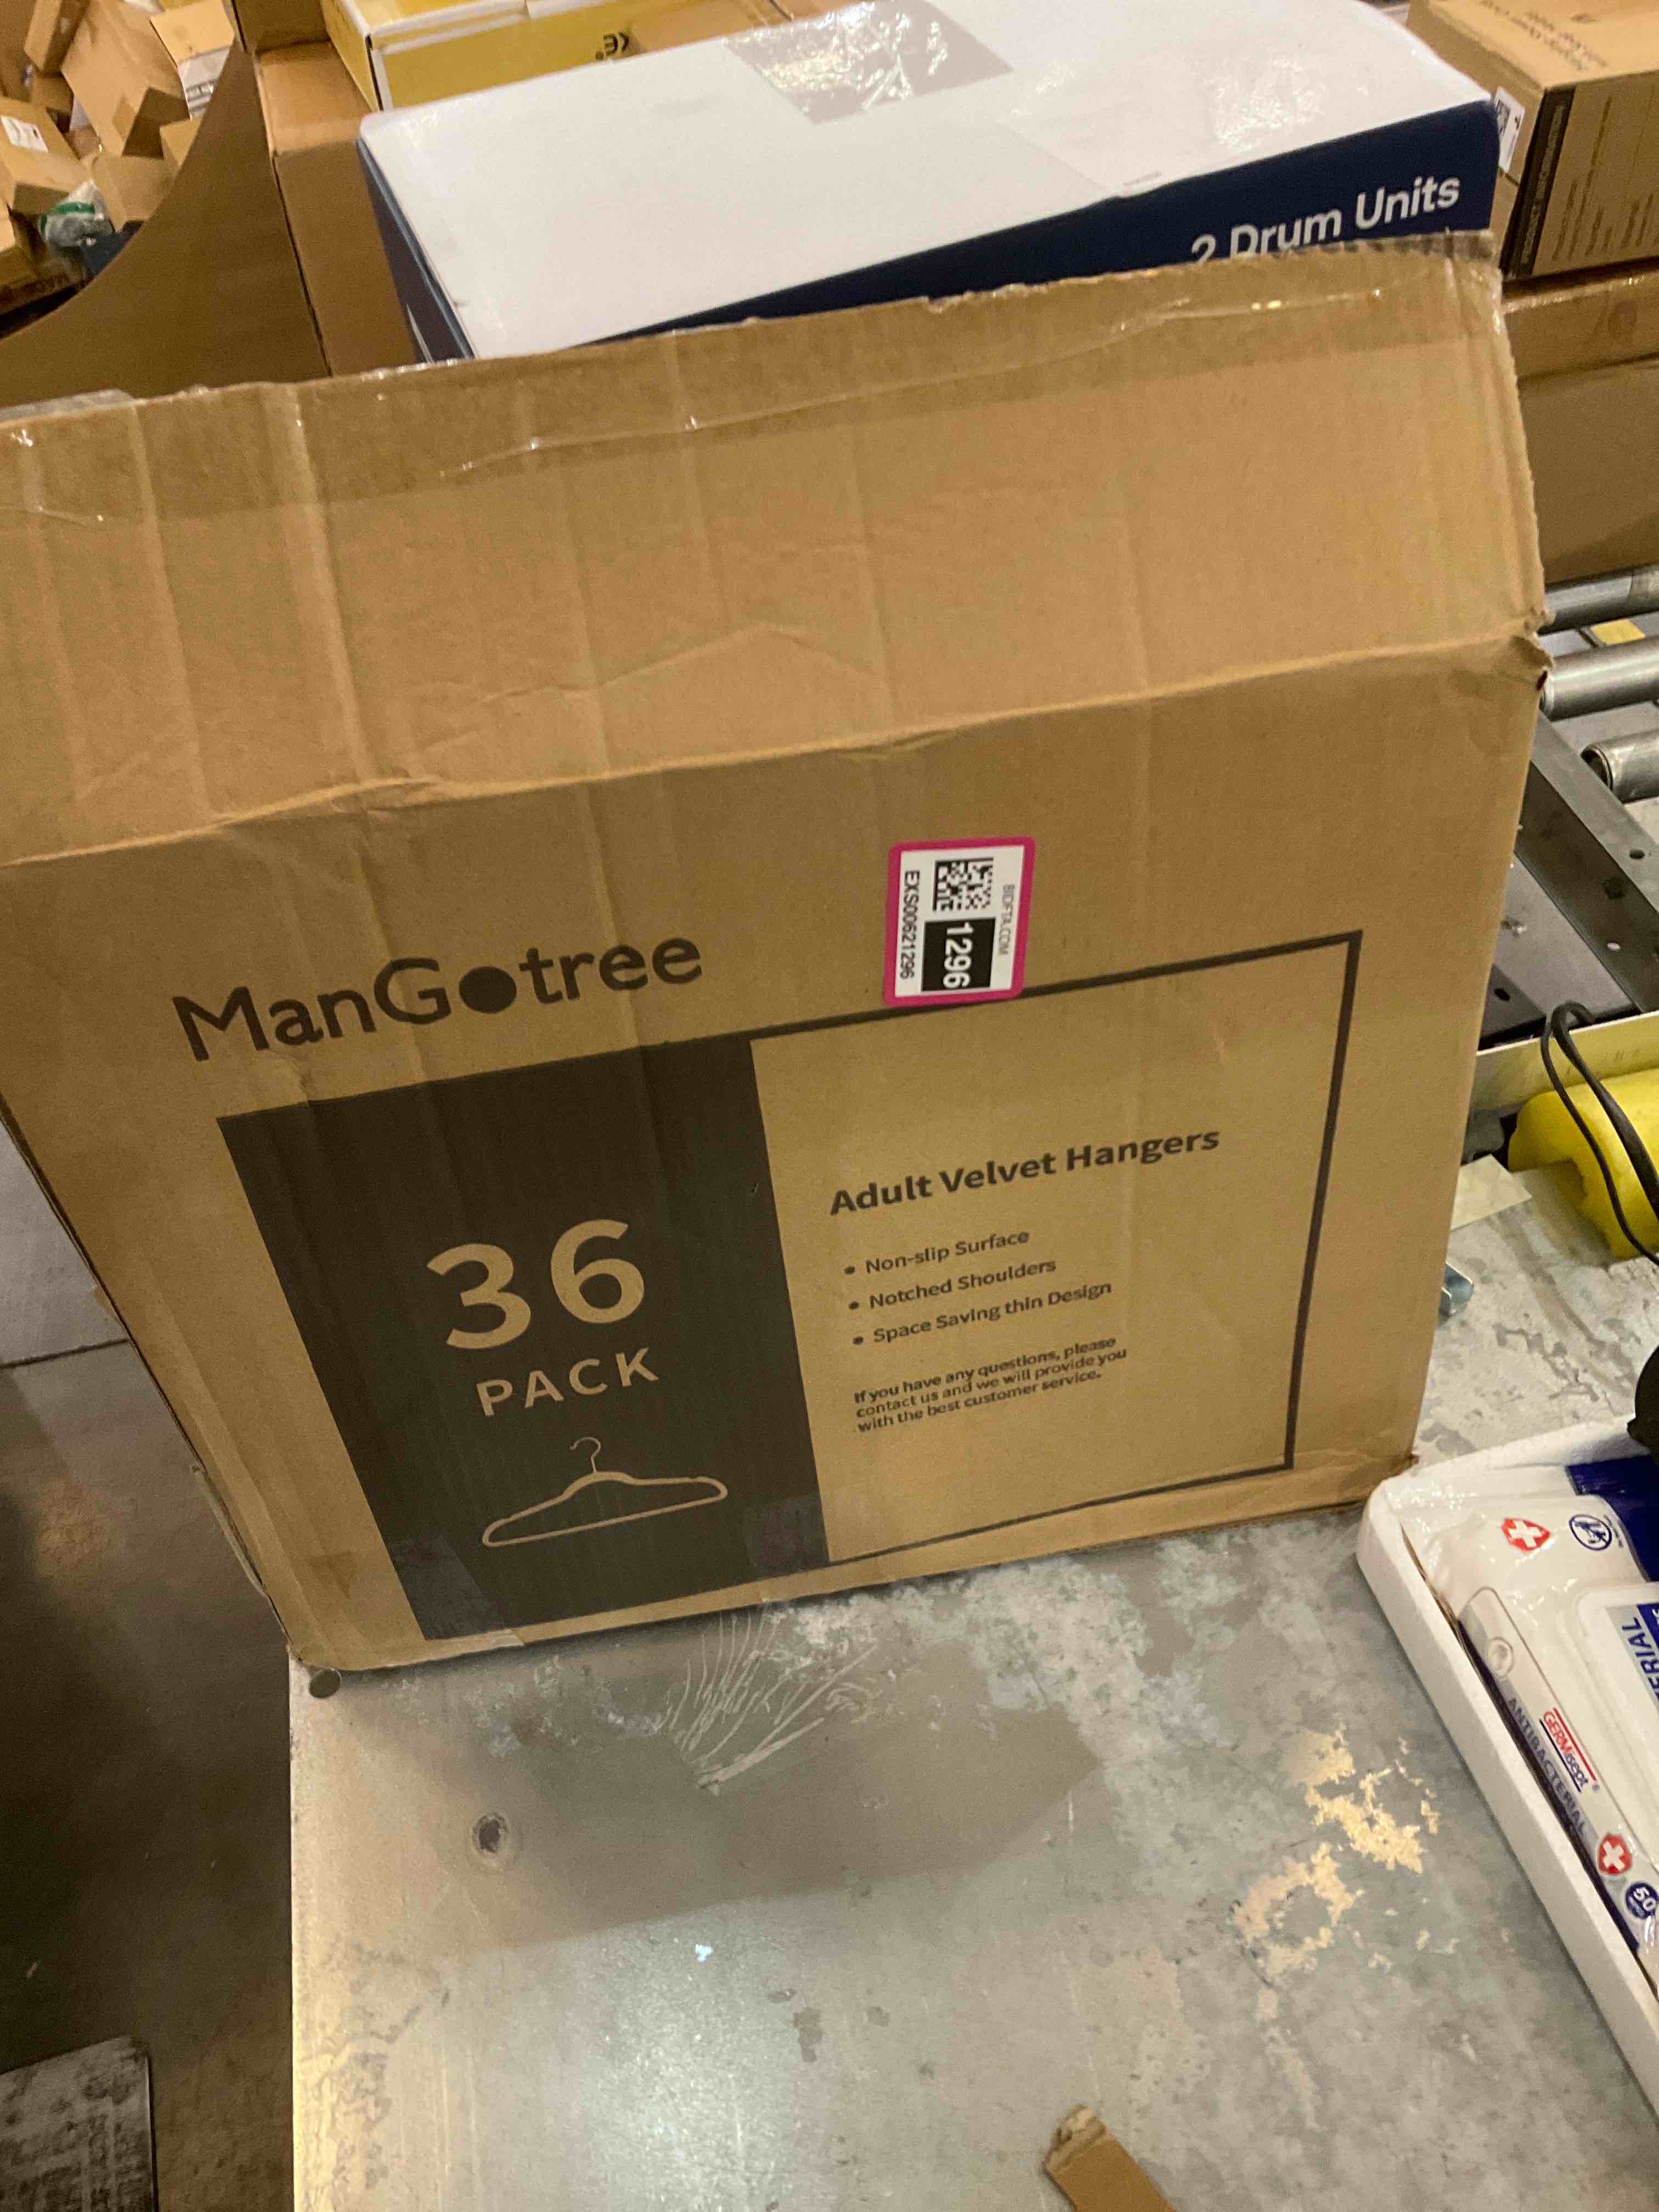 2 Drum Units
BIDFTA.COM
1296
EXS00621296
ManGotree
36
PACK
Adult Velvet Hangers
• Non-slip Surface
• Notched Shoulders
• Space Saving thin Design
If you have any questions, please
contact us and we will provide you
with the best customer service.
GERMisept®
ANTIBACTERIAL
50